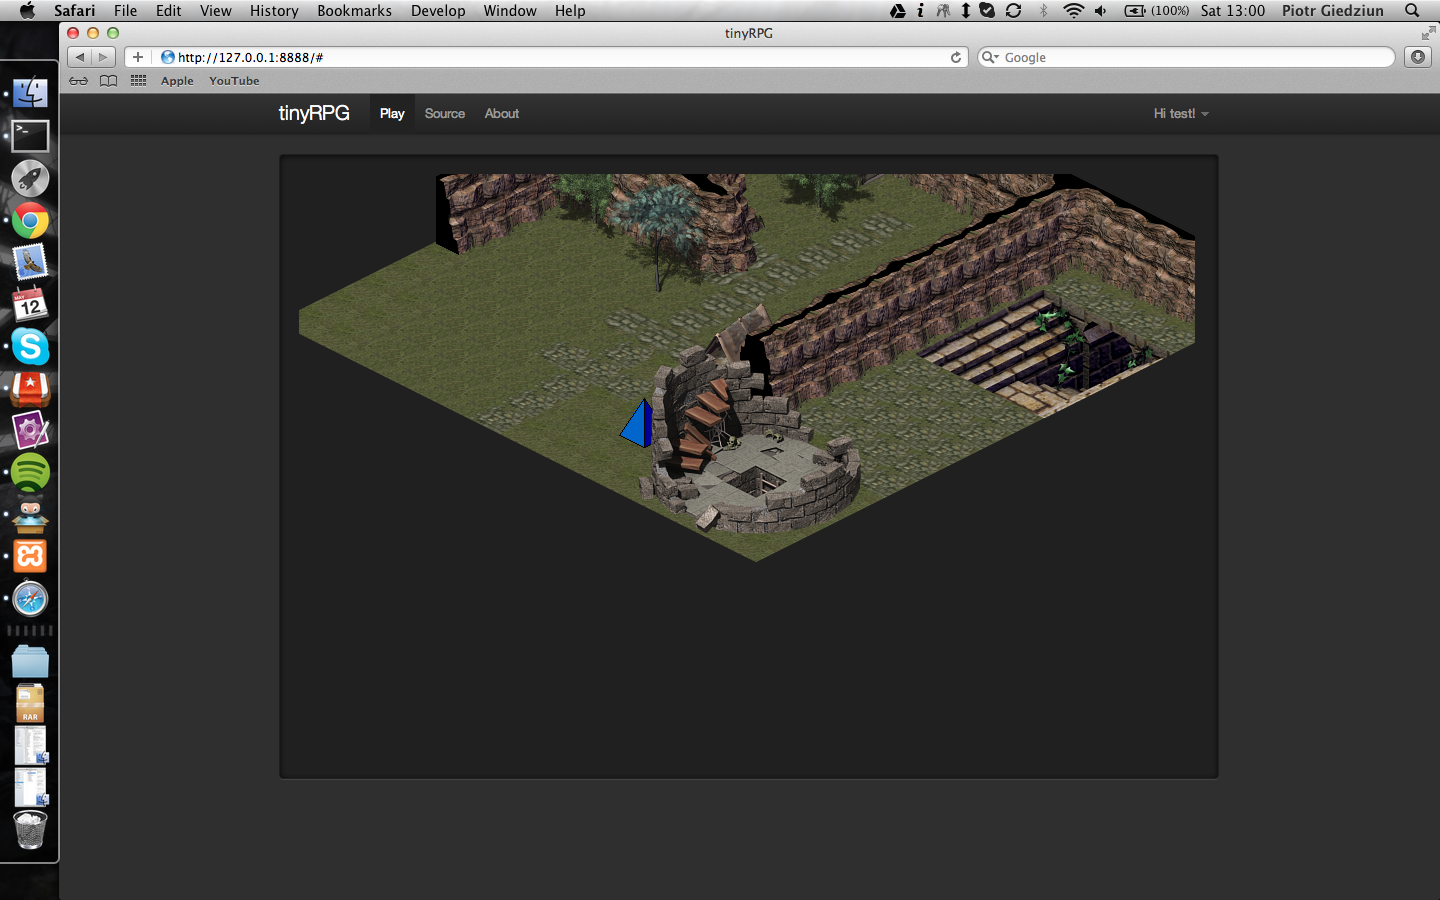 Safari File Edit View History Bookmarks Develop Window Help (100%) Sat 13:00 Piotr Giedziun
tinyRPG
http://127.0.0.1:8888/# Google
Apple YouTube
tinyRPG Play Source About Hi test!
MAY
12
RAR